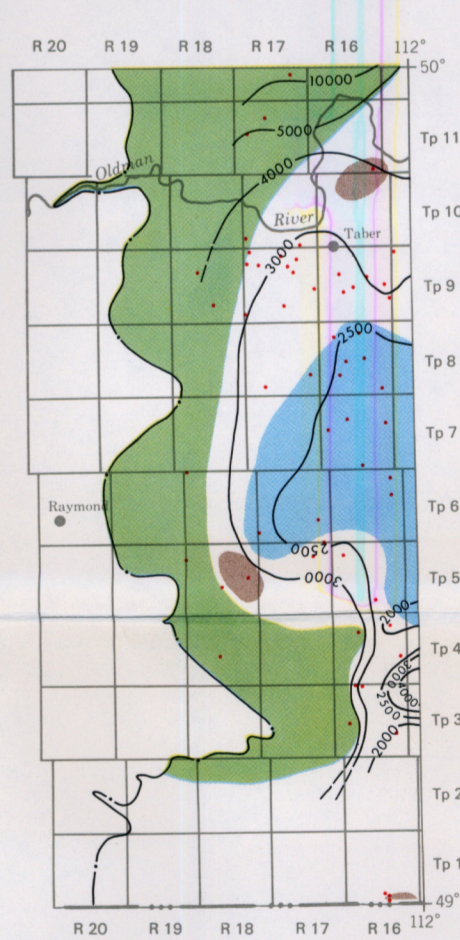 R 20 R 19 R 18 R 17 R 16 112°
50°
10000
Tp 11
5000
4000
Oldman
Tp 10
River
Taber
3000
Tp 9
2500
Tp 8
Tp 7
Raymond
Tp 6
2500
3000
Tp 5
2000
Tp 4
3000
4000
2500
Tp 3
2000
Tp 2
Tp 1
49°
112°
R 20 R 19 R 18 R 17 R 16